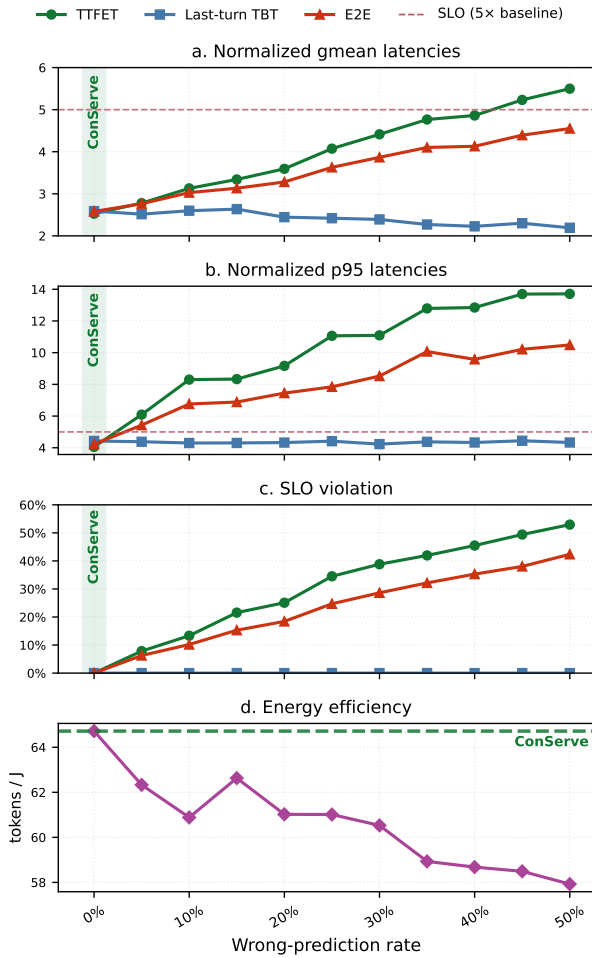 TTFET Last-turn TBT E2E SLO (5× baseline)
a. Normalized gmean latencies
6
5
4
3
2
ConServe
b. Normalized p95 latencies
14
12
10
8
6
4
ConServe
c. SLO violation
60%
50%
40%
30%
20%
10%
0%
ConServe
d. Energy efficiency
64
62
60
58
tokens / J
ConServe
0% 10% 20% 30% 40% 50%
Wrong-prediction rate